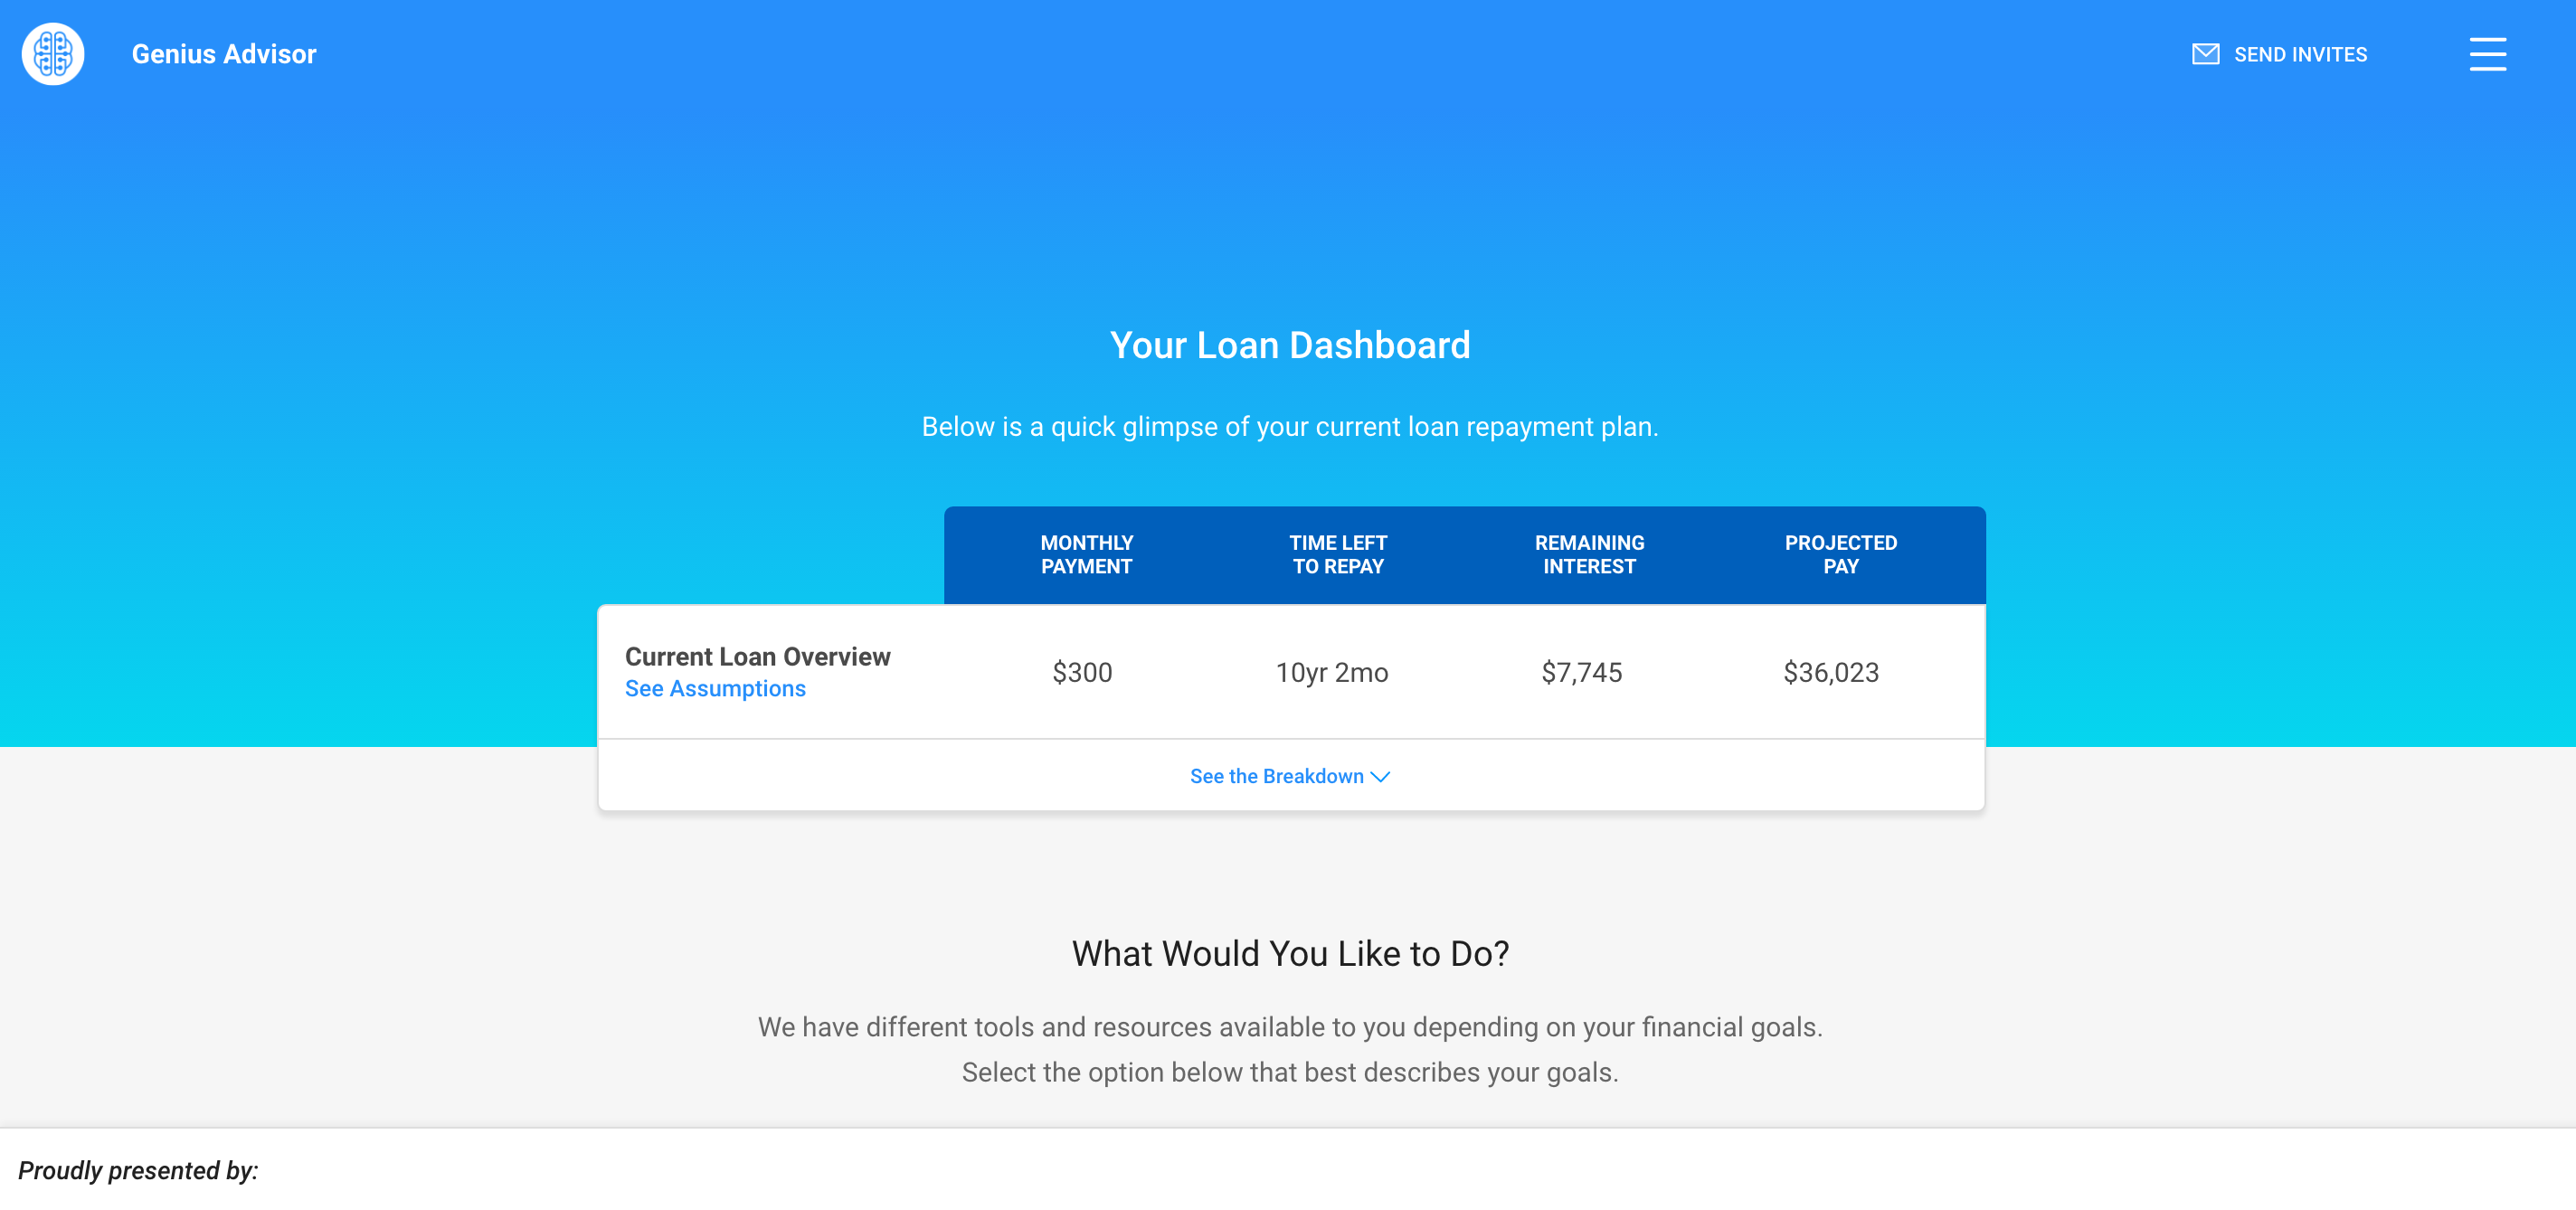 Genius Advisor
SEND INVITES
Your Loan Dashboard
Below is a quick glimpse of your current loan repayment plan.
MONTHLY
PAYMENT
TIME LEFT
TO REPAY
REMAINING
INTEREST
PROJECTED
PAY
Current Loan Overview
See Assumptions
$300
10yr 2mo
$7,745
$36,023
See the Breakdown
What Would You Like to Do?
We have different tools and resources available to you depending on your financial goals.
Select the option below that best describes your goals.
Proudly presented by: